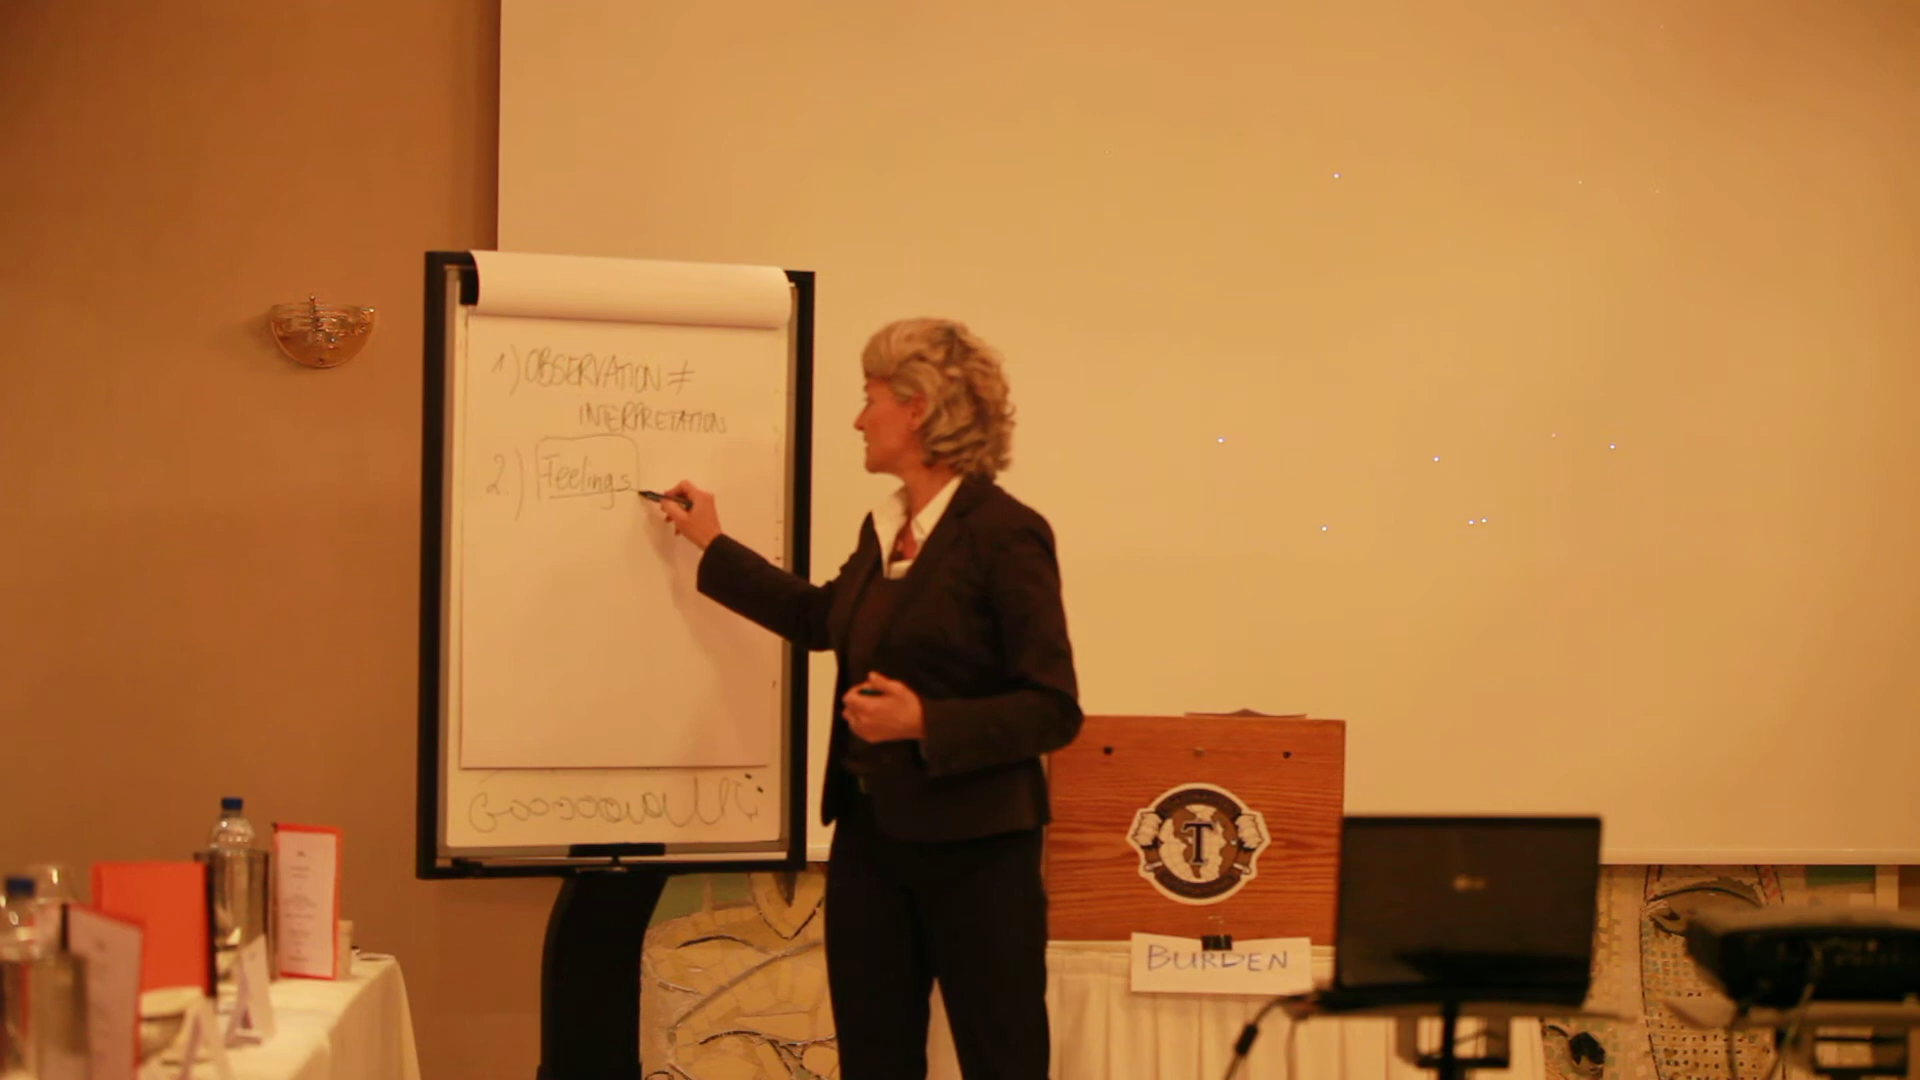 1) OBSERVATION ≠
INTERPRETATION
2.) Feelings
T
BURDEN